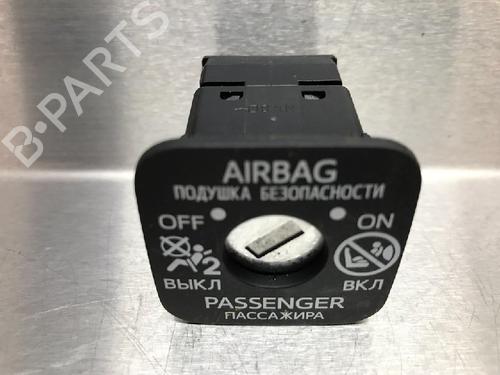 B-PARTS
AIRBAG
ПОДУШКА БЕЗОПАСНОСТИ
OFF ON
2
ВЫКЛ ВКЛ
PASSENGER
ПАССАЖИРА